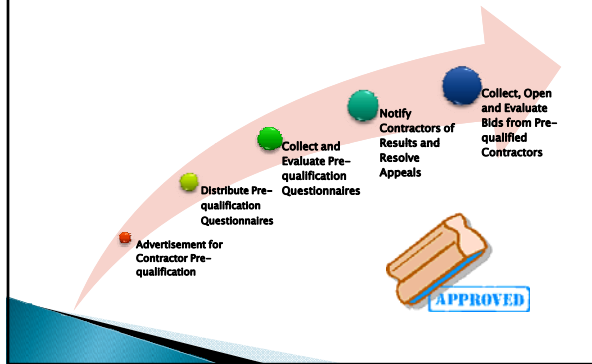 Advertisement for
Contractor Pre-
qualification
Distribute Pre-
qualification
Questionnaires
Collect and
Evaluate Pre-
qualification
Questionnaires
Notify
Contractors of
Results and
Resolve
Appeals
Collect, Open
and Evaluate
Bids from Pre-
qualified
Contractors
APPROVED